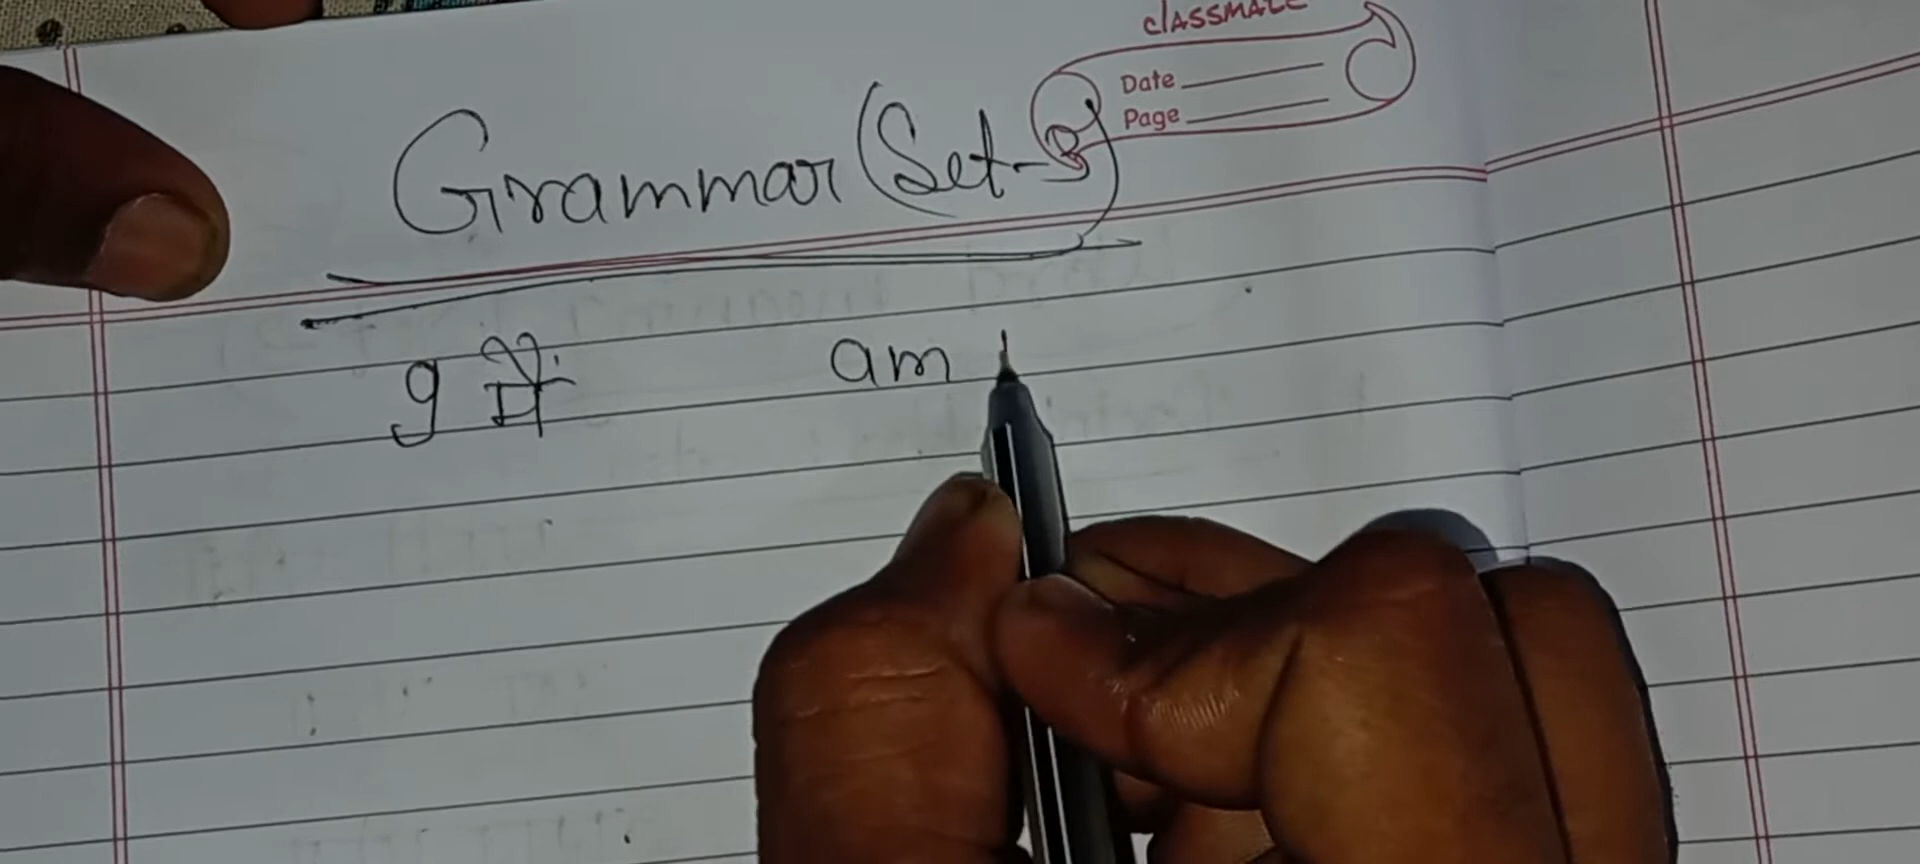 classmate
Date
Page
Grammar (Set-3)
I मैं am